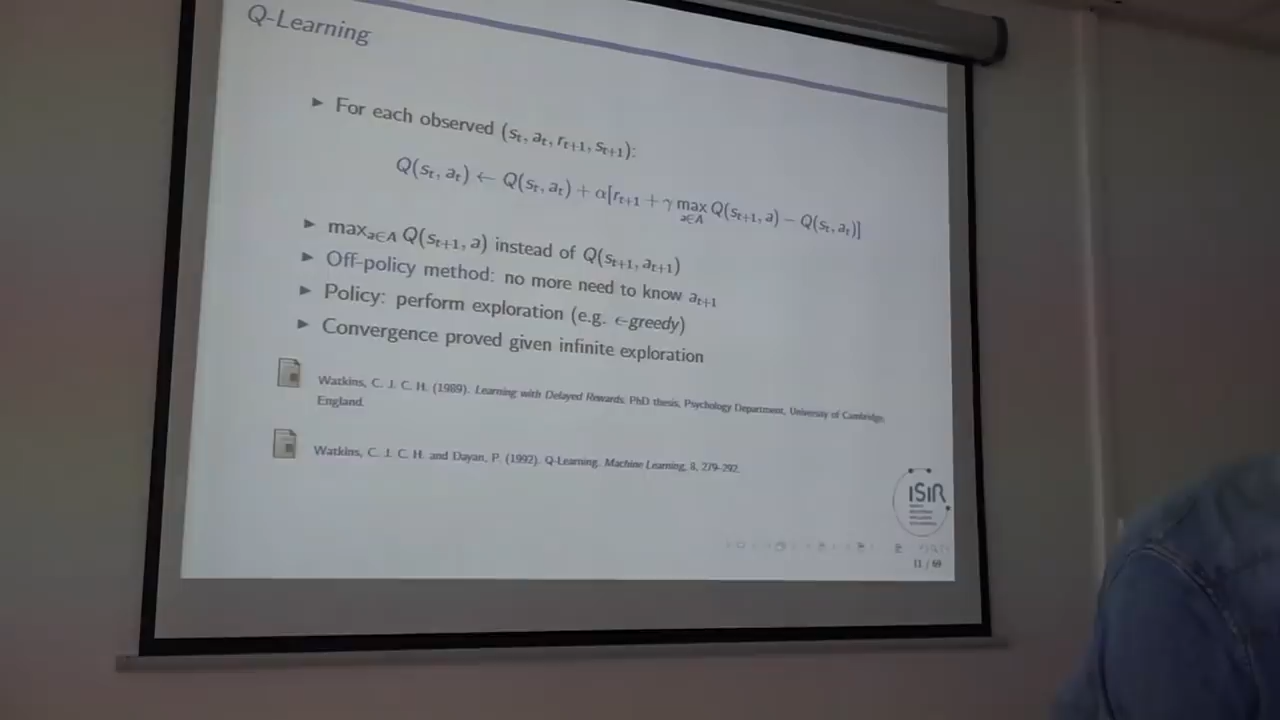 Q-Learning
► For each observed (s_t, a_t, r_{t+1}, s_{t+1}):
Q(s_t, a_t) ← Q(s_t, a_t) + α[r_{t+1} + γ max_{a∈A} Q(s_{t+1}, a) − Q(s_t, a_t)]
► max_{a∈A} Q(s_{t+1}, a) instead of Q(s_{t+1}, a_{t+1})
► Off-policy method: no more need to know a_{t+1}
► Policy: perform exploration (e.g. ϵ-greedy)
► Convergence proved given infinite exploration
Watkins, C. J. C. H. (1989). Learning with Delayed Rewards. PhD thesis, Psychology Department, University of Cambridge,
England.
Watkins, C. J. C. H. and Dayan, P. (1992). Q-Learning. Machine Learning, 8, 279–292.
ISIR
11 / 69